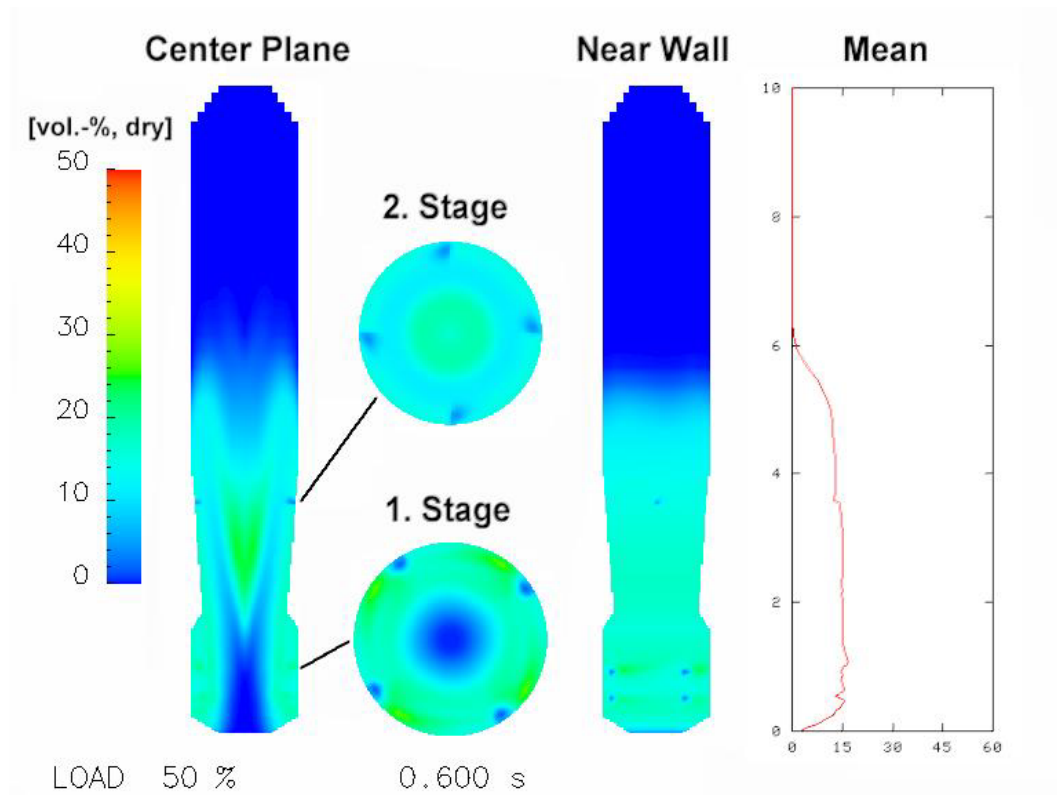 Center Plane
Near Wall
Mean
[vol.-%, dry]
50
40
30
20
10
0
2. Stage
1. Stage
10
8
6
4
2
0
0 15 30 45 60
LOAD 50 % 0.600 s